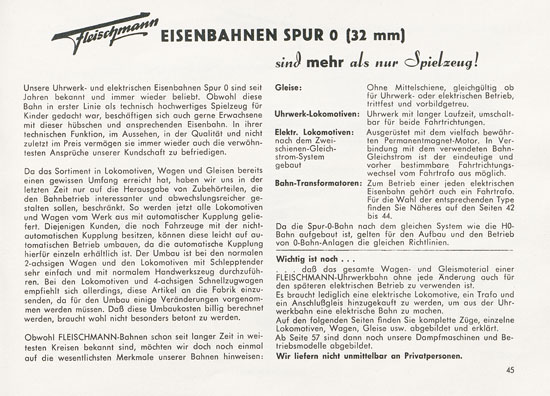 Fleischmann EISENBAHNEN SPUR 0 (32 mm)
sind mehr als nur Spielzeug!
Unsere Uhrwerk- und elektrischen Eisenbahnen Spur 0 sind seit
Jahren bekannt und immer wieder beliebt. Obwohl diese
Bahn in erster Linie als technisch hochwertiges Spielzeug für
Kinder gedacht war, beschäftigen sich auch gerne Erwachsene
mit dieser hübschen und ansprechenden Eisenbahn. In ihrer
technischen Funktion, im Aussehen, in der Qualität und nicht
zuletzt im Preis vermögen sie immer wieder auch die verwöhn-
testen Ansprüche unserer Kundschaft zu befriedigen.
Da das Sortiment in Lokomotiven, Wagen und Gleisen bereits
einen gewissen Umfang erreicht hat, haben wir uns in der
letzten Zeit nur auf die Herausgabe von Zubehörteilen, die
den Bahnbetrieb interessanter und abwechslungsreicher ge-
stalten sollen, beschränkt. So werden jetzt alle Lokomotiven
und Wagen vom Werk aus mit automatischer Kupplung gelie-
fert. Diejenigen Kunden, die noch Fahrzeuge mit der nicht-
automatischen Kupplung besitzen, können diese leicht auf auto-
matischen Betrieb umbauen, da die automatische Kupplung
hierfür einzeln erhältlich ist. Der Umbau ist bei den normalen
2-achsigen Wagen und den Lokomotiven mit Schlepptender
sehr einfach und mit normalem Handwerkszeug durchzufüh-
ren. Bei den Lokomotiven und 4-achsigen Schnellzugwagen
empfiehlt sich allerdings, diese Artikel an die Fabrik einzu-
senden, da für den Umbau einige Veränderungen vorgenom-
men werden müssen. Daß diese Umbaukosten billig berechnet
werden, braucht wohl nicht besonders betont zu werden.
Obwohl FLEISCHMANN-Bahnen schon seit langer Zeit in wei-
testen Kreisen bekannt sind, möchten wir doch noch einmal
auf die wesentlichsten Merkmale unserer Bahnen hinweisen:
Gleise: Ohne Mittelschiene, gleichgültig ob
für Uhrwerk- oder elektrischen Betrieb,
trittfest und vorbildgetreu.
Uhrwerk-Lokomotiven: Uhrwerk mit langer Laufzeit, umschalt-
bar für beide Fahrtrichtungen.
Elektr. Lokomotiven: Ausgerüstet mit dem vielfach bewähr-
nach dem Zwei- ten Permanentmagnet-Motor. In Ver-
schienen-Gleich- bindung mit dem verwendeten Bahn-
strom-System Gleichstrom ist der eindeutige und
gebaut vorher bestimmbare Fahrtrichtungs-
wechsel vom Fahrtrafo aus möglich.
Bahn-Transformatoren: Zum Betrieb einer jeden elektrischen
Eisenbahn gehört auch ein Fahrtrafo.
Für die Wahl der entsprechenden Type
finden Sie Näheres auf den Seiten 42
bis 44.
Da die Spur-0-Bahn nach dem gleichen System wie die H0-
Bahn aufgebaut ist, gelten für den Aufbau und den Betrieb
von 0-Bahn-Anlagen die gleichen Richtlinien.
Wichtig ist noch . . .
. . . daß das gesamte Wagen- und Gleismaterial einer
FLEISCHMANN-Uhrwerkbahn ohne jede Änderung auch für
den späteren elektrischen Betrieb zu verwenden ist.
Es braucht lediglich eine elektrische Lokomotive, ein Trafo und
ein Anschlußgleis hinzugekauft zu werden, um aus der Uhr-
werkbahn eine elektrische Bahn zu machen.
Auf den folgenden Seiten finden Sie komplette Züge, einzelne
Lokomotiven, Wagen, Gleise usw. abgebildet und erklärt.
Ab Seite 57 sind dann noch unsere Dampfmaschinen und Be-
triebsmodelle abgebildet.
Wir liefern nicht unmittelbar an Privatpersonen.
45